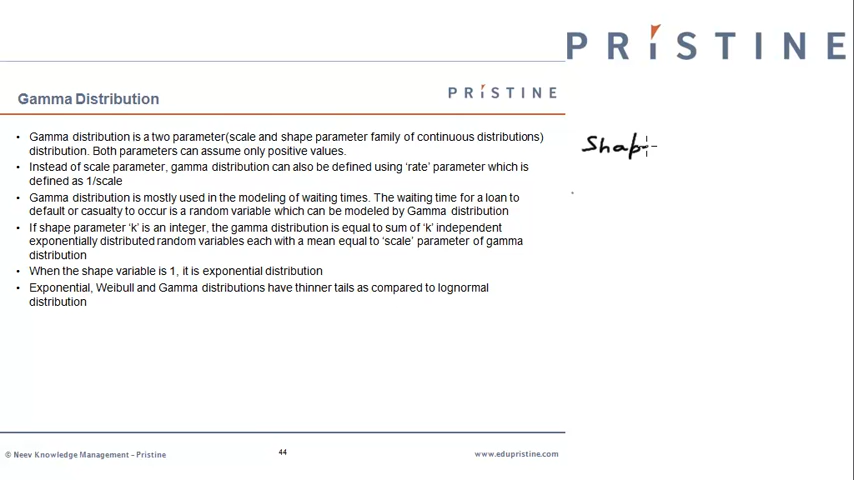 PRISTINE
Gamma Distribution
PRISTINE
• Gamma distribution is a two parameter(scale and shape parameter family of continuous distributions)
distribution. Both parameters can assume only positive values.
• Instead of scale parameter, gamma distribution can also be defined using 'rate' parameter which is
defined as 1/scale
• Gamma distribution is mostly used in the modeling of waiting times. The waiting time for a loan to
default or casualty to occur is a random variable which can be modeled by Gamma distribution
• If shape parameter 'k' is an integer, the gamma distribution is equal to sum of 'k' independent
exponentially distributed random variables each with a mean equal to 'scale' parameter of gamma
distribution
• When the shape variable is 1, it is exponential distribution
• Exponential, Weibull and Gamma distributions have thinner tails as compared to lognormal
distribution
Shap
© Neev Knowledge Management - Pristine
44
www.edupristine.com